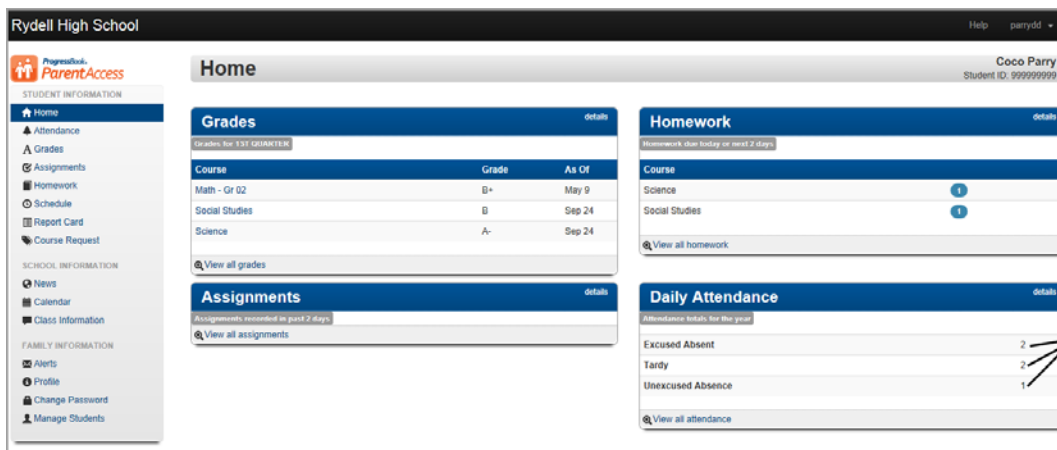 Rydell High School
Help parrydd
ProgressBook.
ParentAccess
STUDENT INFORMATION
Home
Attendance
Grades
Assignments
Homework
Schedule
Report Card
Course Request
SCHOOL INFORMATION
News
Calendar
Class Information
FAMILY INFORMATION
Alerts
Profile
Change Password
Manage Students
Home
Coco Parry
Student ID: 999999999
Grades details
Grades for 1ST QUARTER
Course Grade As Of
Math - Gr 02 B+ May 9
Social Studies B Sep 24
Science A- Sep 24
View all grades
Assignments details
Assignments recorded in past 2 days
View all assignments
Homework details
Homework due today or next 2 days
Course
Science 1
Social Studies 1
View all homework
Daily Attendance details
Attendance totals for the year
Excused Absent 2
Tardy 2
Unexcused Absence 1
View all attendance